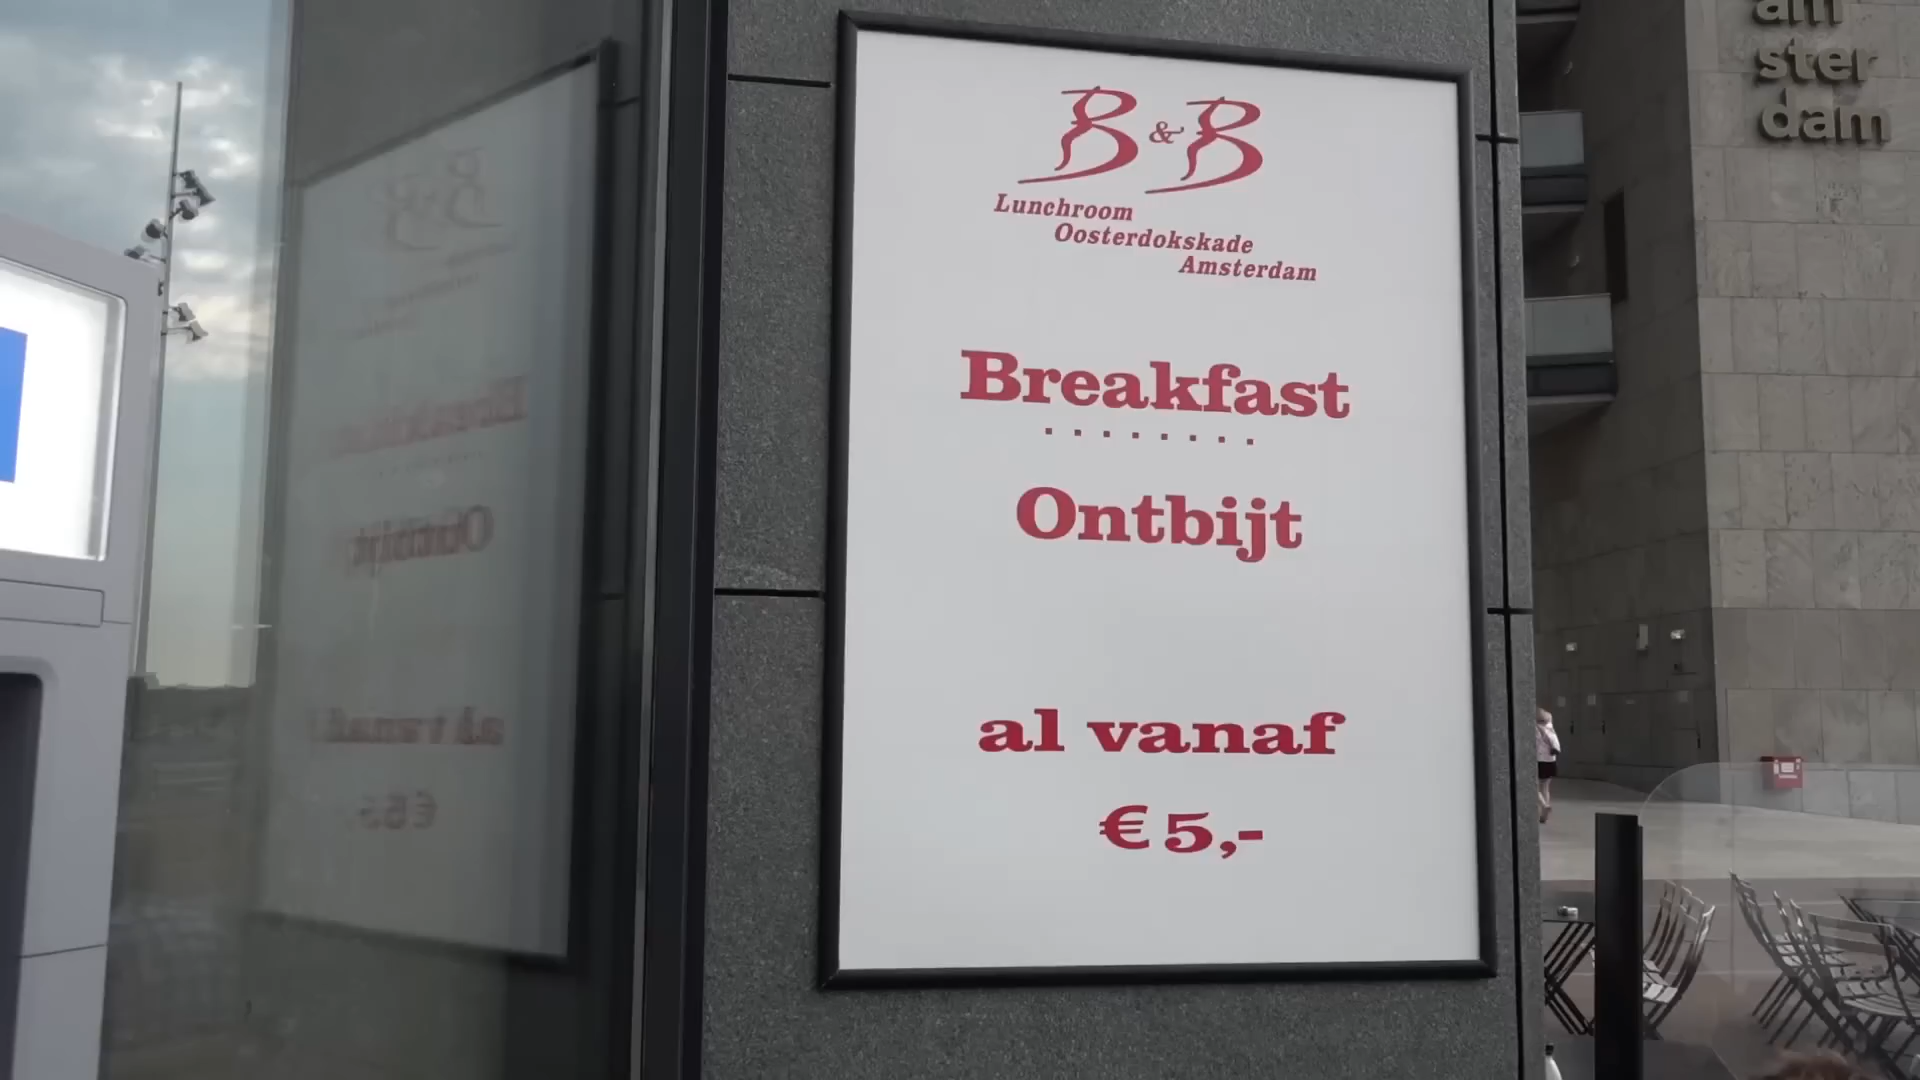 B & B
Lunchroom
Oosterdokskade
Amsterdam
Breakfast
Ontbijt
al vanaf
€ 5,-
am
ster
dam